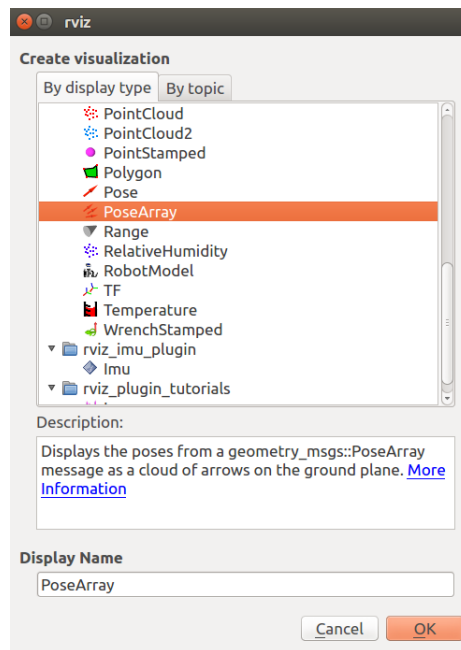 rviz
Create visualization
By display type
By topic
PointCloud
PointCloud2
PointStamped
Polygon
Pose
PoseArray
Range
RelativeHumidity
RobotModel
TF
Temperature
WrenchStamped
rviz_imu_plugin
Imu
rviz_plugin_tutorials
Description:
Displays the poses from a geometry_msgs::PoseArray
message as a cloud of arrows on the ground plane. More
Information
Display Name
PoseArray
Cancel
OK